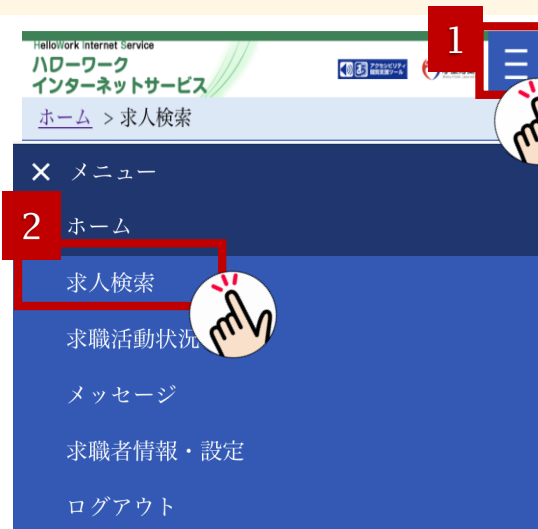 1
HelloWork Internet Service
ハローワーク
インターネットサービス
アクセシビリティ
閲覧支援ツール
ホーム > 求人検索
× メニュー
2
ホーム
求人検索
求職活動状況
メッセージ
求職者情報・設定
ログアウト